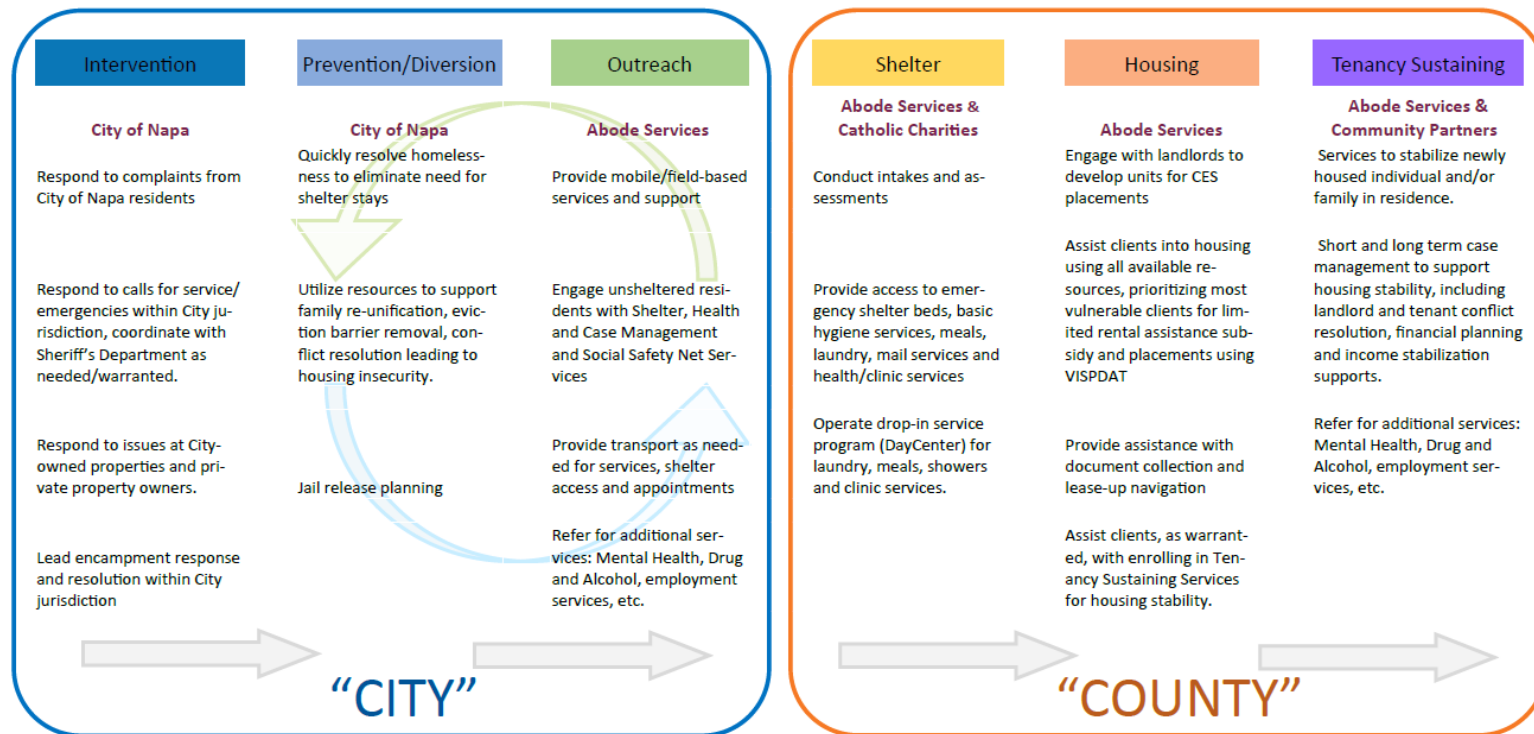 Intervention
City of Napa
Respond to complaints from
City of Napa residents
Respond to calls for service/
emergencies within City ju-
risdiction, coordinate with
Sheriff's Department as
needed/warranted.
Respond to issues at City-
owned properties and pri-
vate property owners.
Lead encampment response
and resolution within City
jurisdiction
Prevention/Diversion
City of Napa
Quickly resolve homeless-
ness to eliminate need for
shelter stays
Utilize resources to support
family re-unification, evic-
tion barrier removal, con-
flict resolution leading to
housing insecurity.
Jail release planning
Outreach
Abode Services
Provide mobile/field-based
services and support
Engage unsheltered resi-
dents with Shelter, Health
and Case Management
and Social Safety Net Ser-
vices
Provide transport as need-
ed for services, shelter
access and appointments
Refer for additional ser-
vices: Mental Health, Drug
and Alcohol, employment
services, etc.
"CITY"
Shelter
Abode Services &
Catholic Charities
Conduct intakes and as-
sessments
Provide access to emer-
gency shelter beds, basic
hygiene services, meals,
laundry, mail services and
health/clinic services
Operate drop-in service
program (DayCenter) for
laundry, meals, showers
and clinic services.
Housing
Abode Services
Engage with landlords to
develop units for CES
placements
Assist clients into housing
using all available re-
sources, prioritizing most
vulnerable clients for lim-
ited rental assistance sub-
sidy and placements using
VISPDAT
Provide assistance with
document collection and
lease-up navigation
Assist clients, as warrant-
ed, with enrolling in Ten-
ancy Sustaining Services
for housing stability.
Tenancy Sustaining
Abode Services &
Community Partners
Services to stabilize newly
housed individual and/or
family in residence.
Short and long term case
management to support
housing stability, including
landlord and tenant conflict
resolution, financial planning
and income stabilization
supports.
Refer for additional services:
Mental Health, Drug and
Alcohol, employment ser-
vices, etc.
"COUNTY"